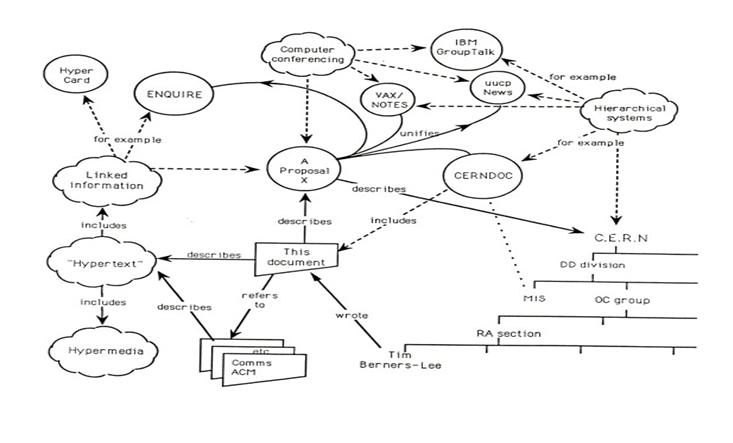 Computer
conferencing
IBM
GroupTalk
Hyper
Card
ENQUIRE
VAX/
NOTES
uucp
News
for example
Hierarchical
systems
for example
unifies
for example
Linked
information
A
Proposal
X
CERNDOC
describes
includes
describes
includes
C.E.R.N
"Hypertext"
describes
This
document
DD division
includes
refers
to
MIS
OC group
describes
wrote
RA section
Hypermedia
etc
Comms
ACM
Tim
Berners-Lee